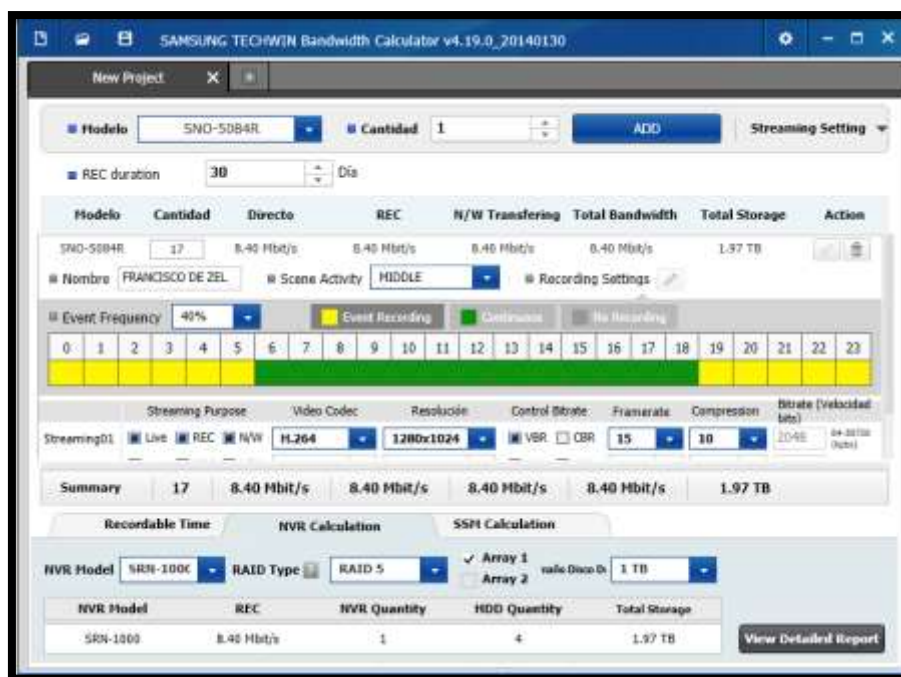 SAMSUNG TECHWIN Bandwidth Calculator v4.19.0_20140130
New Project
Modelo SNO-5084R Cantidad 1 ADD Streaming Setting
REC duration 30 Día
Modelo Cantidad Directo REC N/W Transfering Total Bandwidth Total Storage Action
SNO-5084R 17 8.40 Mbit/s 8.40 Mbit/s 8.40 Mbit/s 8.40 Mbit/s 1.97 TB
Nombre FRANCISCO DE ZEL Scene Activity MIDDLE Recording Settings
Event Frequency 40% Event Recording Continuous No Recording
0 1 2 3 4 5 6 7 8 9 10 11 12 13 14 15 16 17 18 19 20 21 22 23
Streaming Purpose Video Codec Resolución Control Bitrate Framerate Compression Bitrate (Velocidad bits)
Streaming01 Live REC N/W H.264 1280x1024 VBR CBR 15 10 2048
Summary 17 8.40 Mbit/s 8.40 Mbit/s 8.40 Mbit/s 8.40 Mbit/s 1.97 TB
Recordable Time NVR Calculation SSM Calculation
NVR Model SRN-100 RAID Type RAID 5 Array 1 Array 2 1 TB
NVR Model REC NVR Quantity HDD Quantity Total Storage
SRN-1000 8.40 Mbit/s 1 4 1.97 TB View Detailed Report